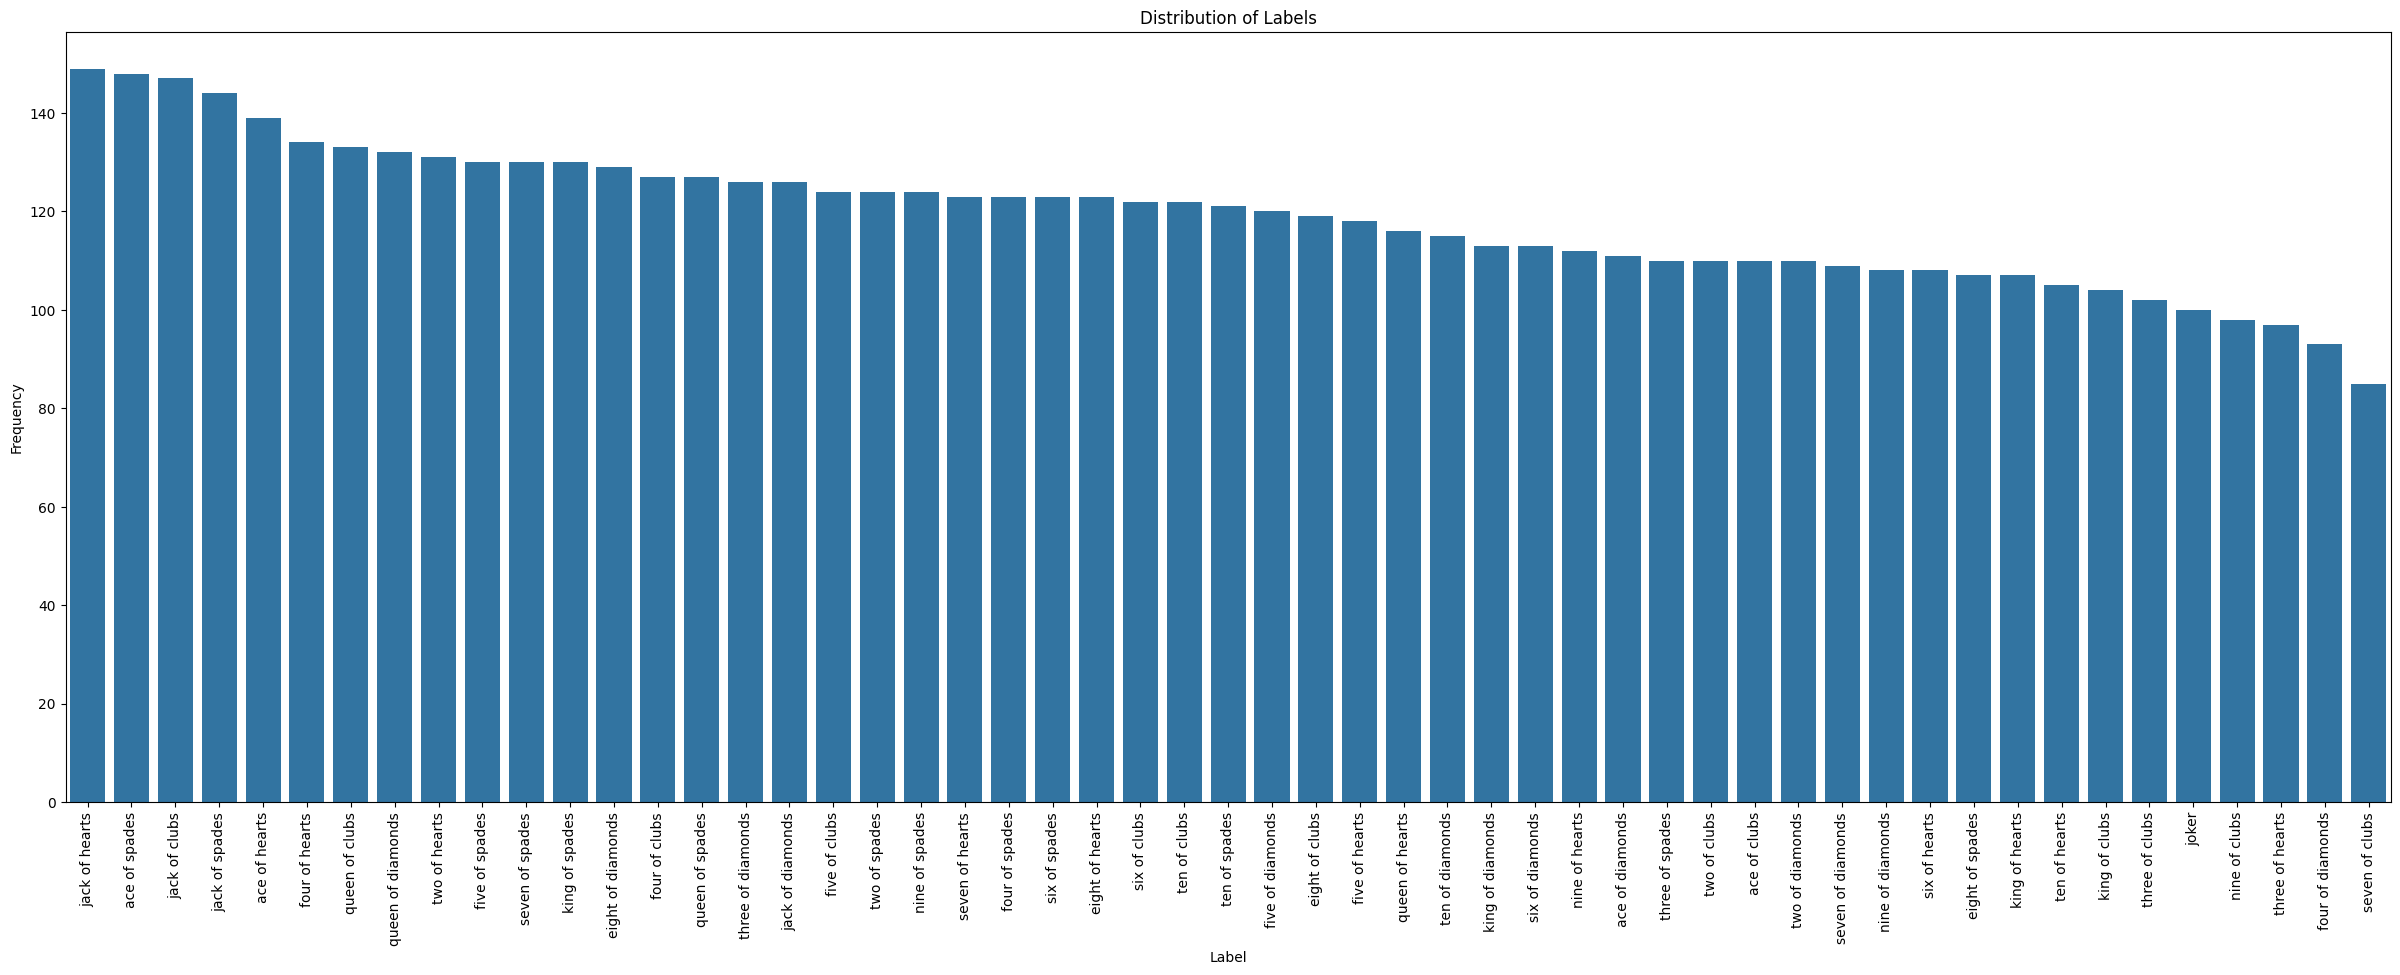 Distribution of Labels
Frequency
140
120
100
80
60
40
20
0
jack of hearts
ace of spades
jack of clubs
jack of spades
ace of hearts
four of hearts
queen of clubs
queen of diamonds
two of hearts
five of spades
seven of spades
king of spades
eight of diamonds
four of clubs
queen of spades
three of diamonds
jack of diamonds
five of clubs
two of spades
nine of spades
seven of hearts
four of spades
six of spades
eight of hearts
six of clubs
ten of clubs
ten of spades
five of diamonds
eight of clubs
five of hearts
queen of hearts
ten of diamonds
king of diamonds
six of diamonds
nine of hearts
ace of diamonds
three of spades
two of clubs
ace of clubs
two of diamonds
seven of diamonds
nine of diamonds
six of hearts
eight of spades
king of hearts
ten of hearts
king of clubs
three of clubs
joker
nine of clubs
three of hearts
four of diamonds
seven of clubs
Label